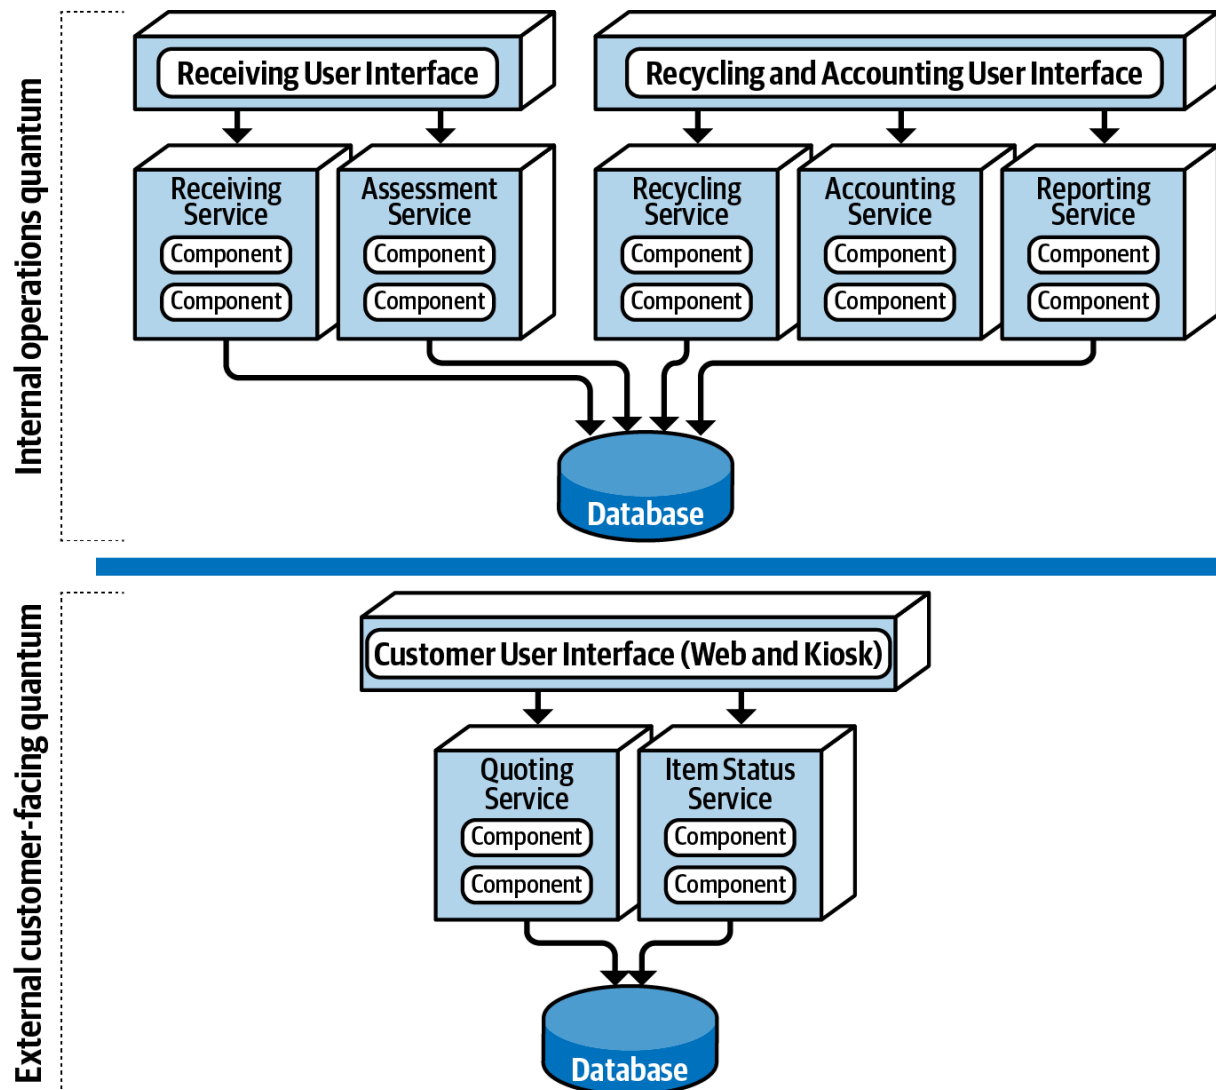 Internal operations quantum
Receiving User Interface
Recycling and Accounting User Interface
Receiving
Service
Component
Component
Assessment
Service
Component
Component
Recycling
Service
Component
Component
Accounting
Service
Component
Component
Reporting
Service
Component
Component
Database
External customer-facing quantum
Customer User Interface (Web and Kiosk)
Quoting
Service
Component
Component
Item Status
Service
Component
Component
Database